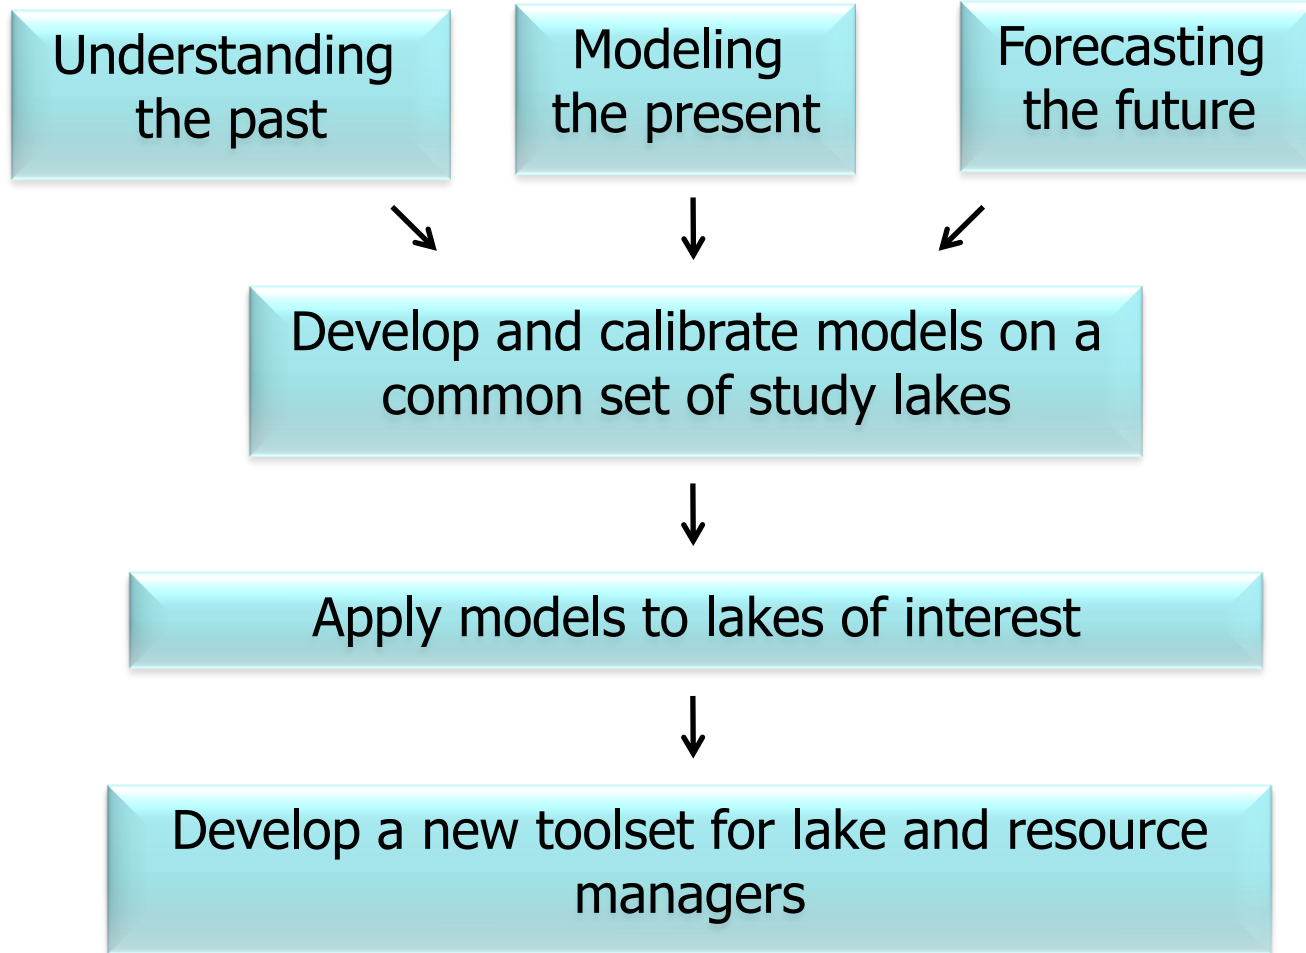 Understanding
the past
Modeling
the present
Forecasting
the future
Develop and calibrate models on a
common set of study lakes
Apply models to lakes of interest
Develop a new toolset for lake and resource
managers